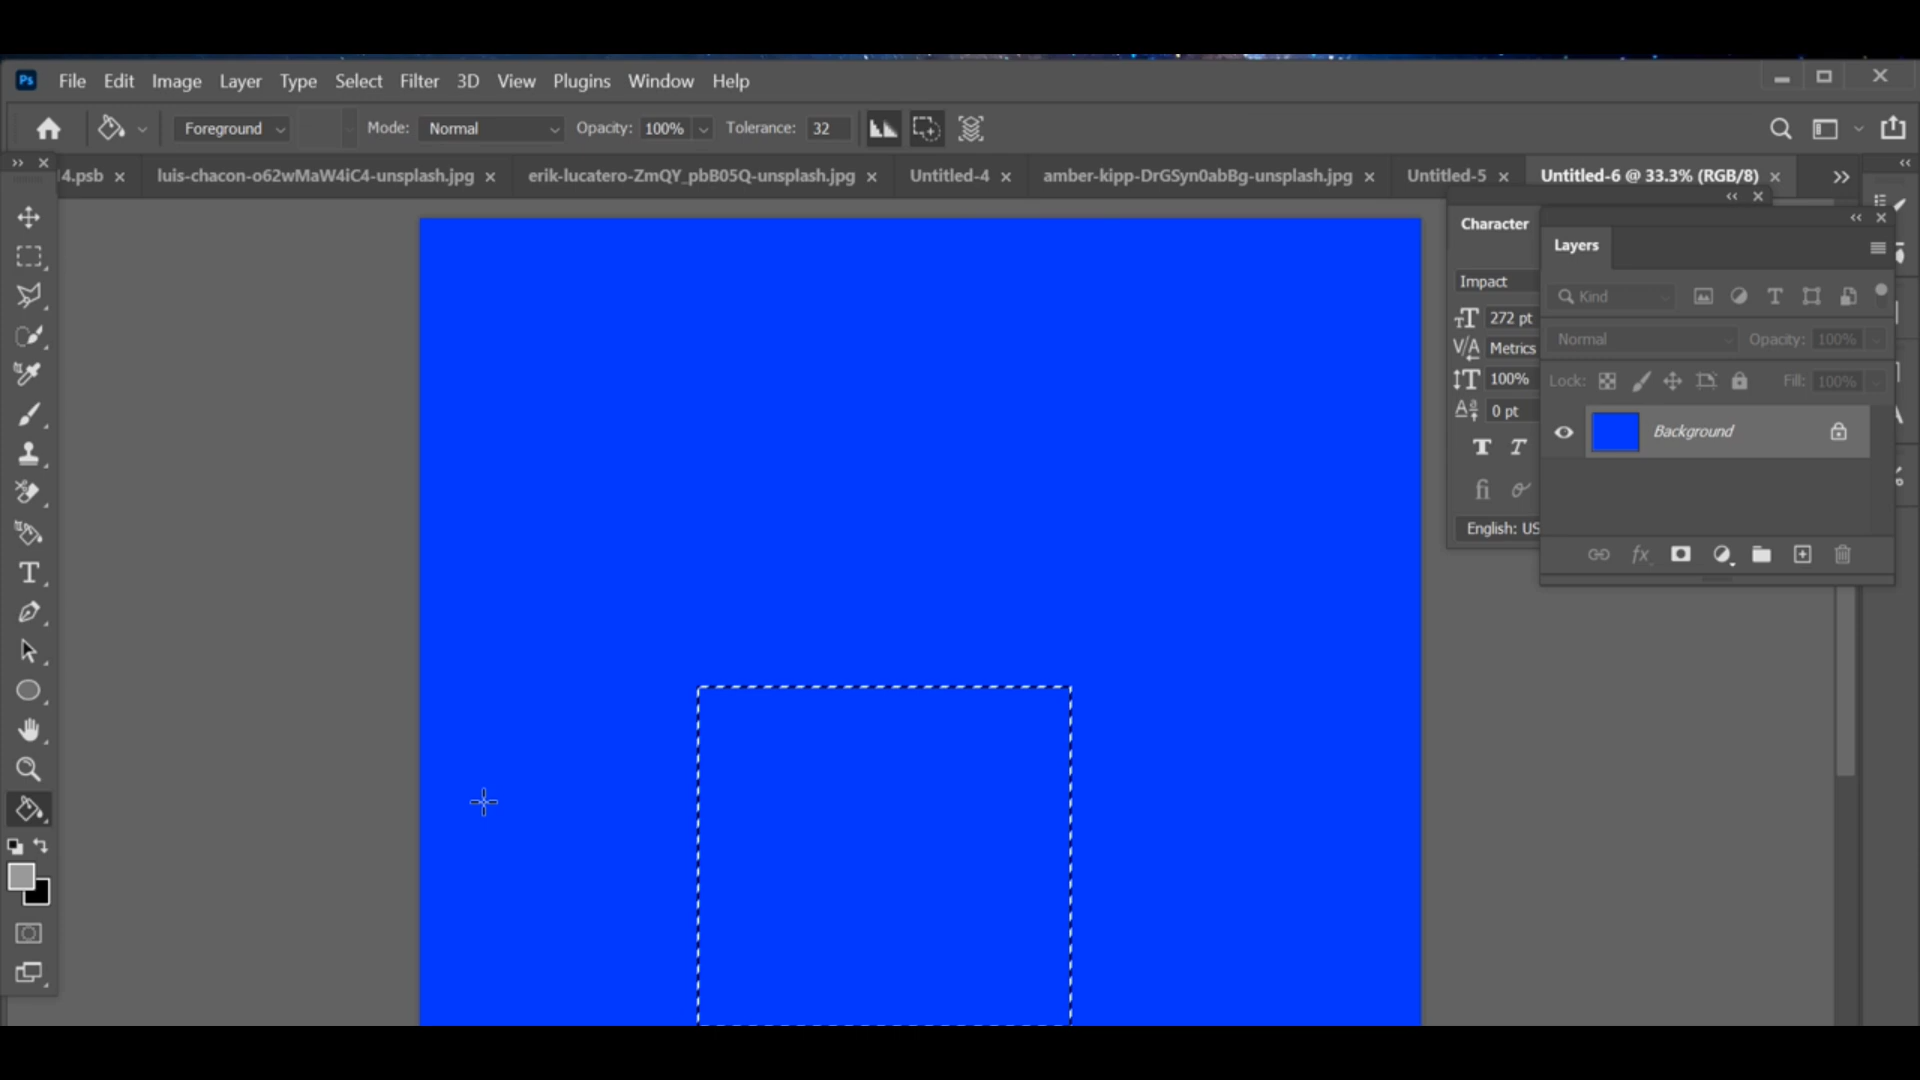 Ps File Edit Image Layer Type Select Filter 3D View Plugins Window Help
Foreground Mode: Normal Opacity: 100% Tolerance: 32
4.psb luis-chacon-o62wMaW4iC4-unsplash.jpg erik-lucatero-ZmQY_pbB05Q-unsplash.jpg Untitled-4 amber-kipp-DrGSyn0abBg-unsplash.jpg Untitled-5 Untitled-6 @ 33.3% (RGB/8)
Character
Impact
272 pt
Metrics
100%
0 pt
English: US
Layers
Kind
Normal Opacity: 100%
Lock: Fill: 100%
Background